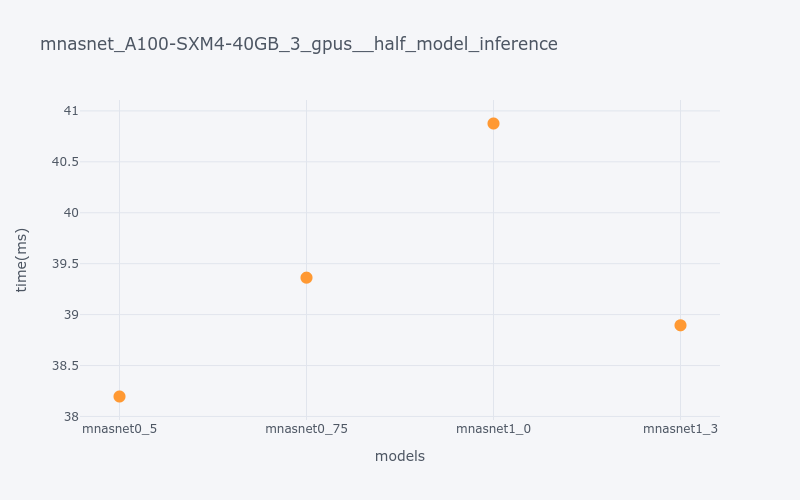 mnasnet_A100-SXM4-40GB_3_gpus__half_model_inference
41
40.5
40
39.5
39
38.5
38
time(ms)
mnasnet0_5
mnasnet0_75
mnasnet1_0
mnasnet1_3
models